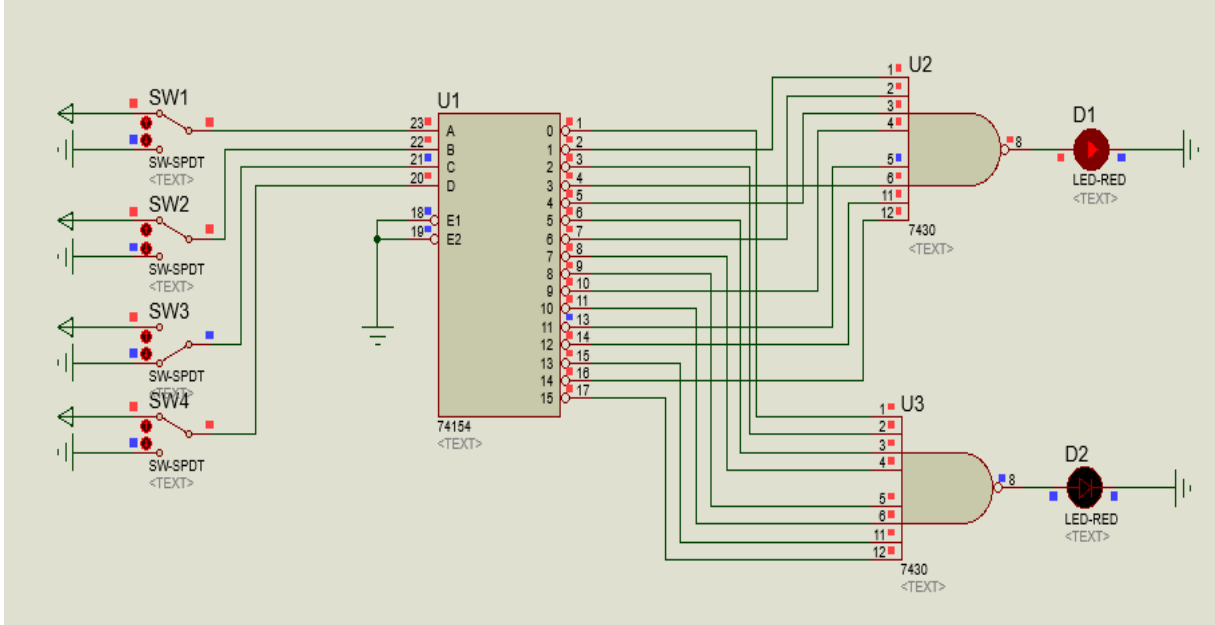 SW1
SW-SPDT
<TEXT>
SW2
SW-SPDT
<TEXT>
SW3
SW-SPDT
<TEXT>
SW4
SW-SPDT
<TEXT>
U1
23 A 0 1
22 B 1 2
21 C 2 3
20 D 3 4
4 5
18 E1 5 6
19 E2 6 7
7 8
8 9
9 10
10 11
11 13
12 14
13 15
14 16
15 17
74154
<TEXT>
U2
1
2
3
4
5
6
11
12
8
7430
<TEXT>
D1
LED-RED
<TEXT>
U3
1
2
3
4
5
6
11
12
8
7430
<TEXT>
D2
LED-RED
<TEXT>